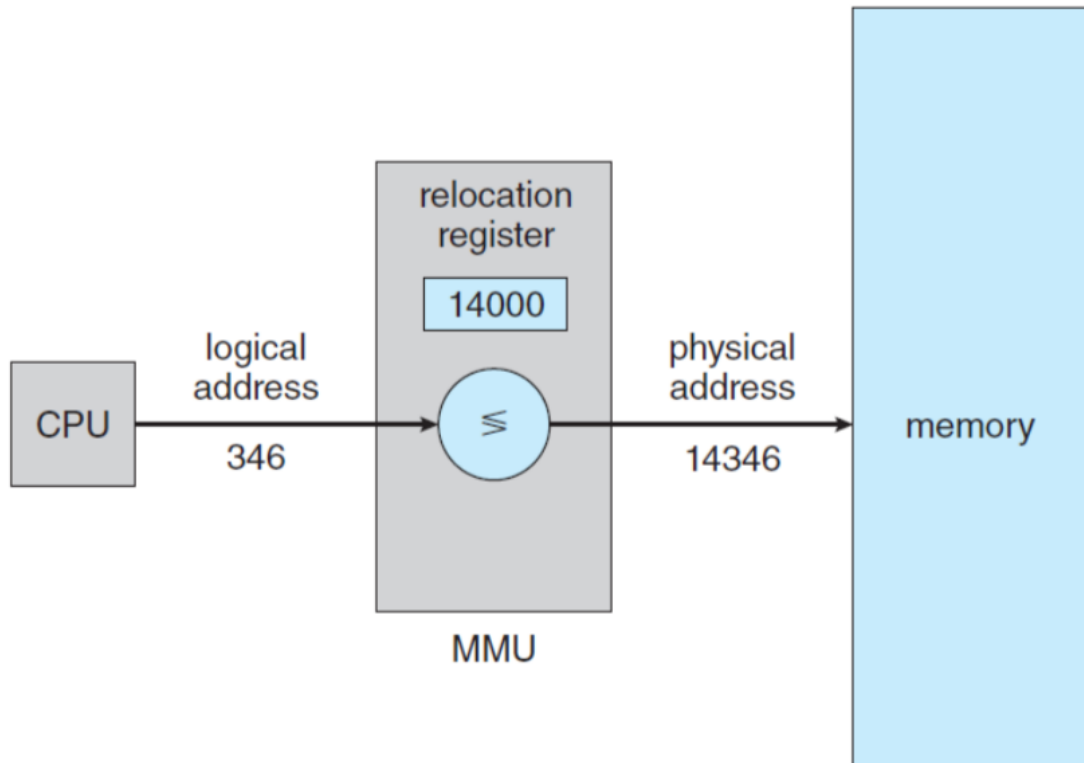 relocation
register
14000
logical
address
physical
address
CPU
≶
memory
346
14346
MMU